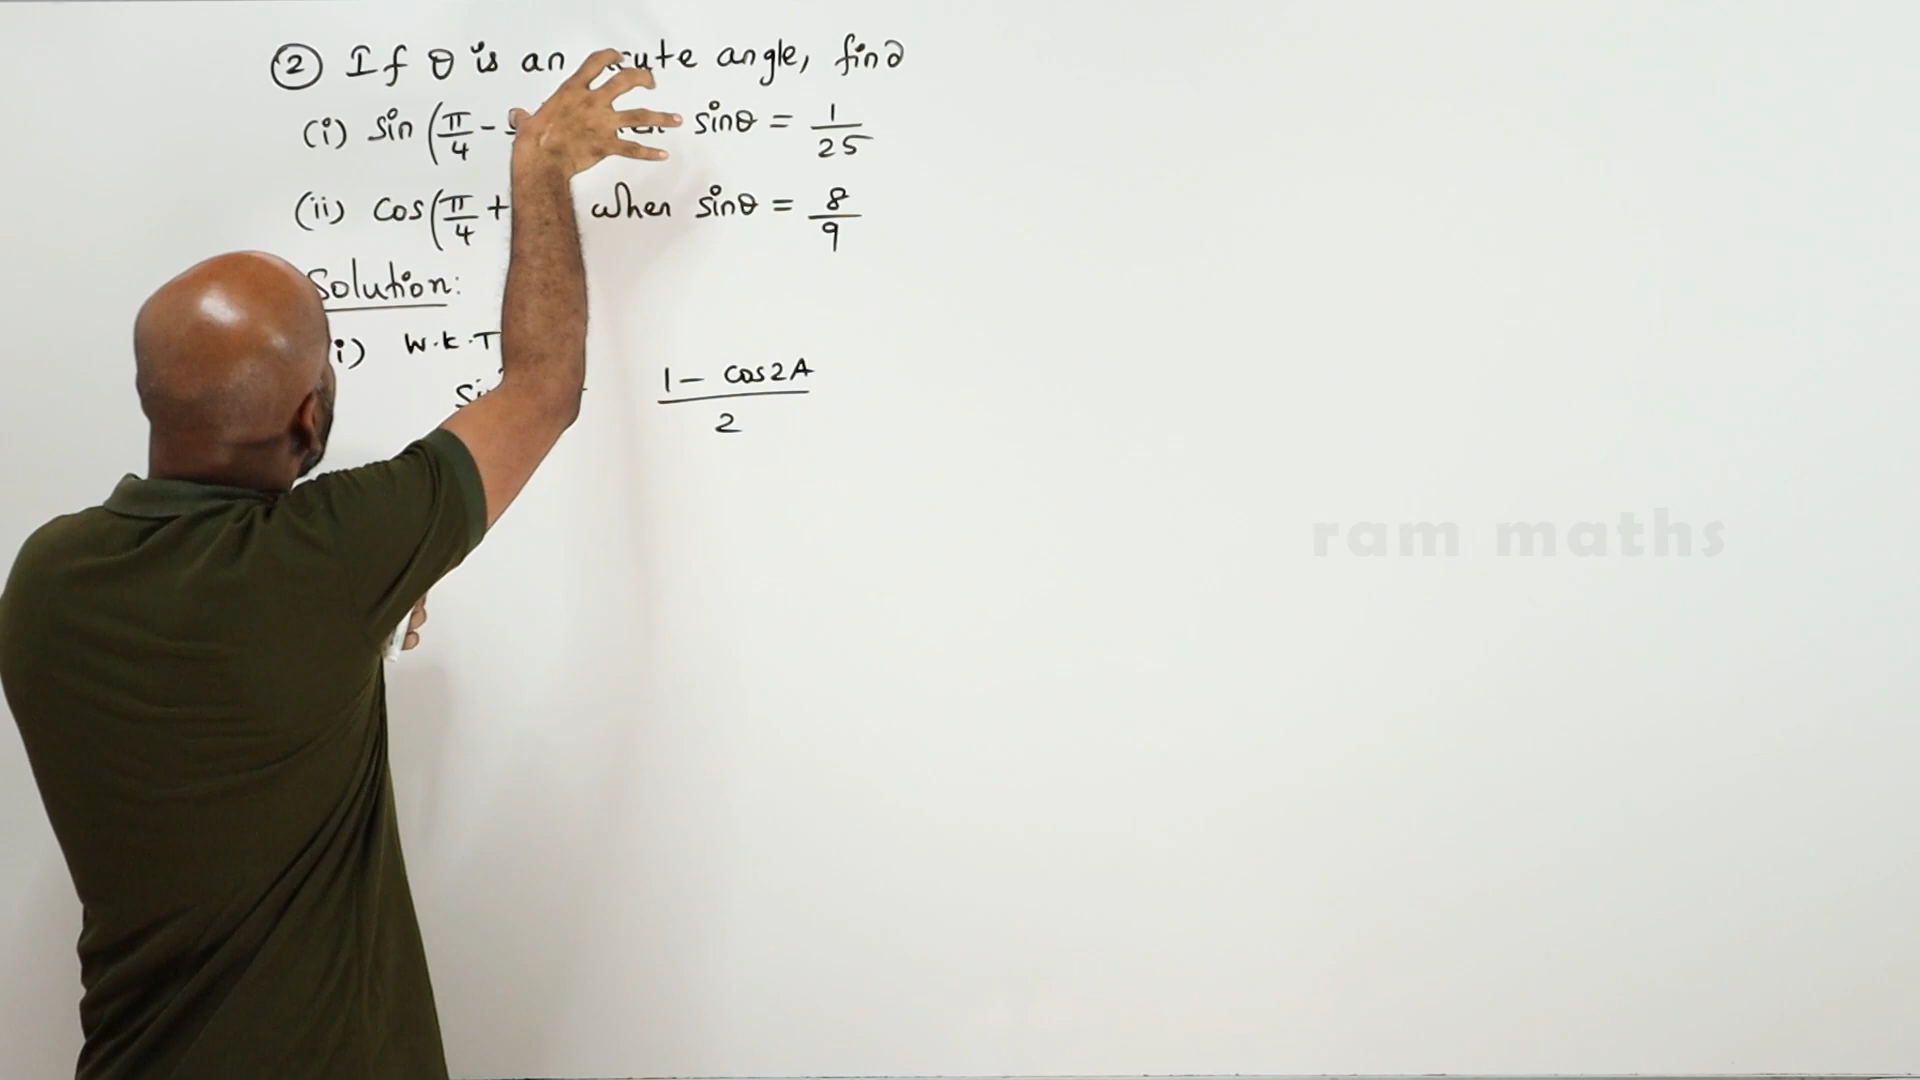 ② If θ is an angle, find
(i) sin (π/4 - sinθ = 1/25
(ii) cos (π/4 + when sinθ = 8/9
Solution:
i) W.K.T
1 - cos2A / 2
ram maths